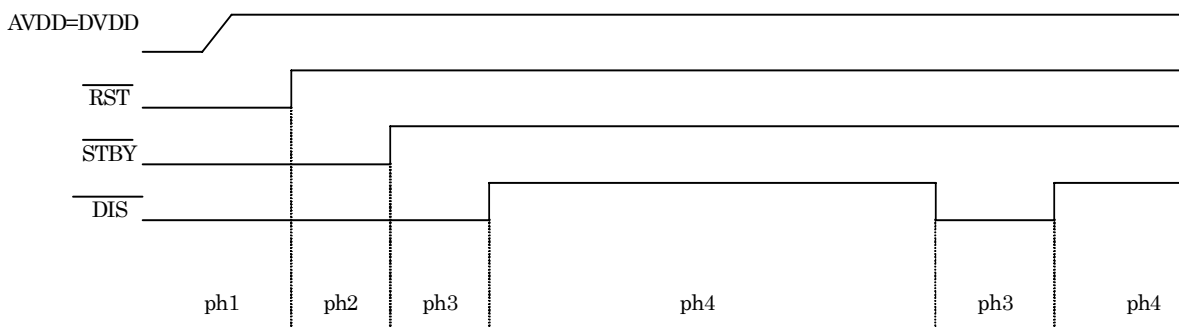 AVDD=DVDD
RST
STBY
DIS
ph1 ph2 ph3 ph4 ph3 ph4